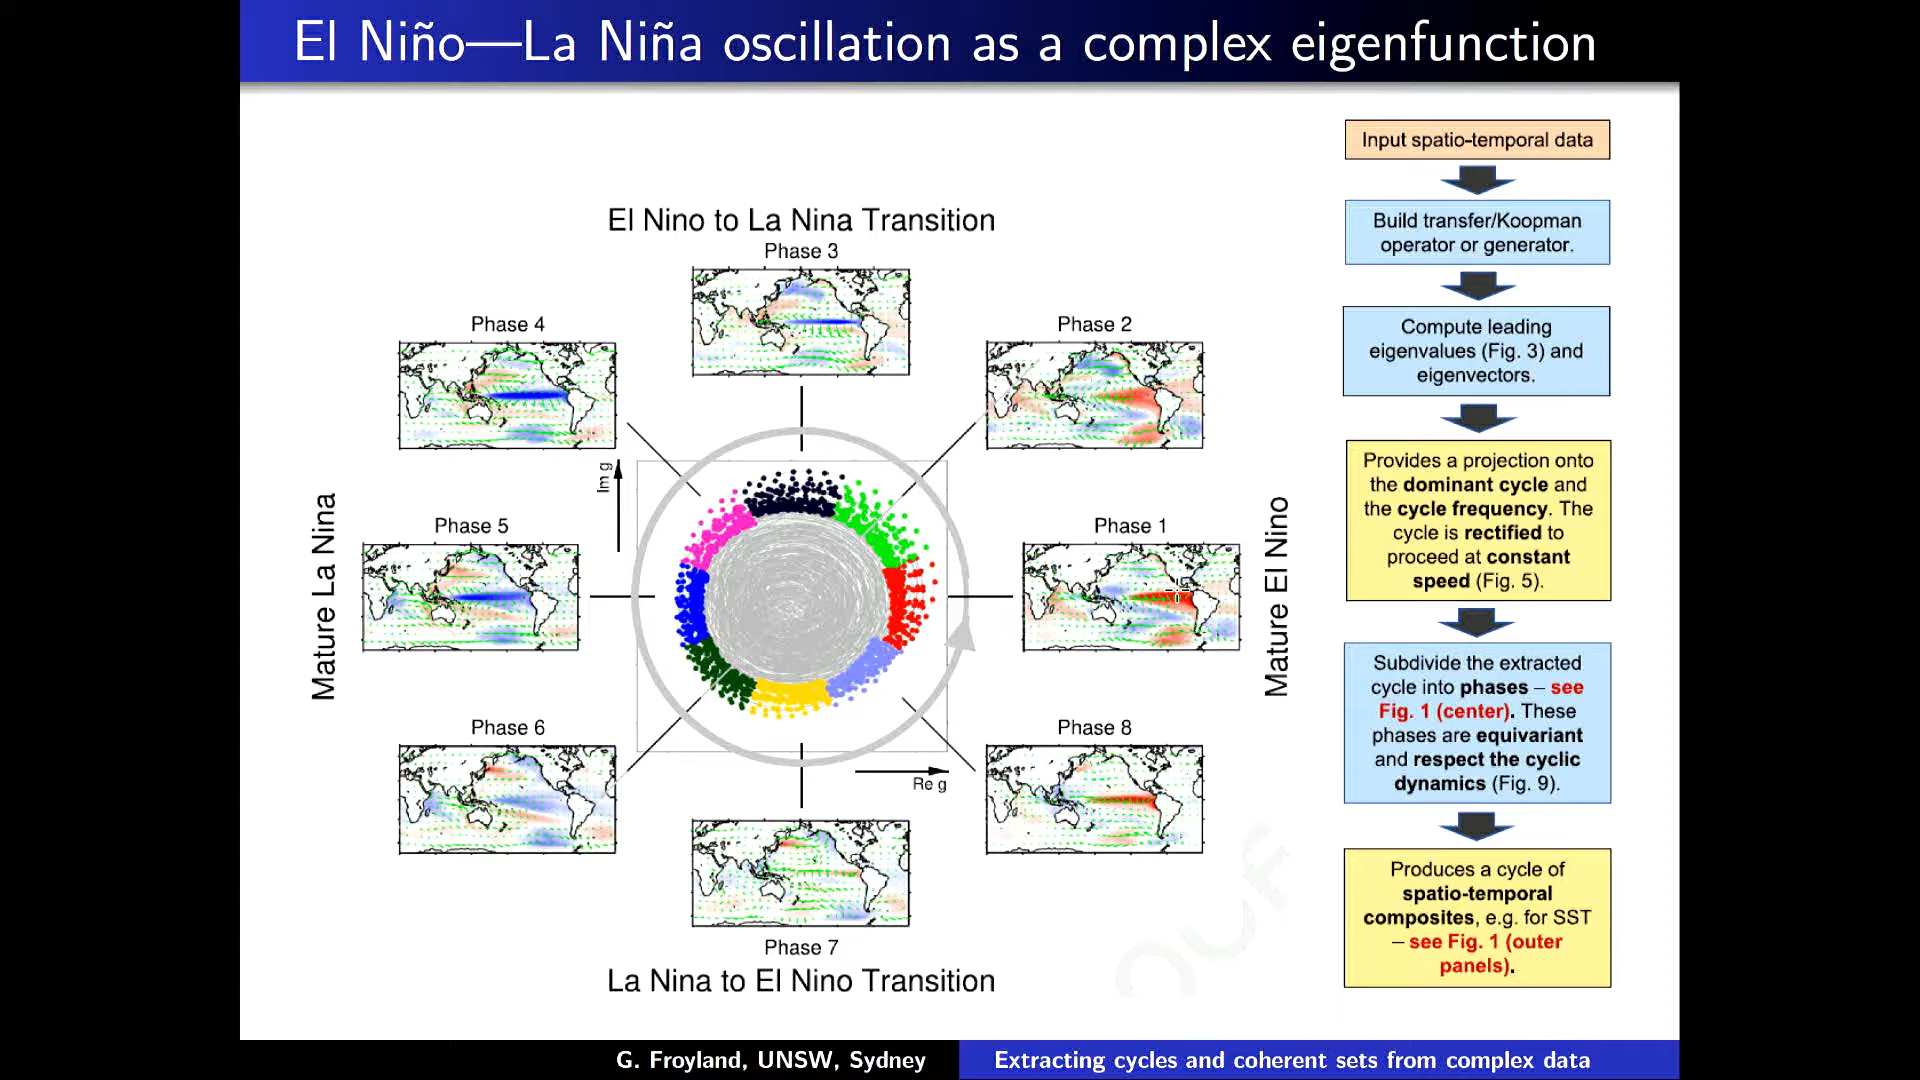 El Niño—La Niña oscillation as a complex eigenfunction
El Nino to La Nina Transition
Phase 3
Phase 4
Phase 2
Im g
Mature La Nina
Phase 5
Phase 1
Mature El Nino
Phase 6
Phase 8
Re g
Phase 7
La Nina to El Nino Transition
Input spatio-temporal data
Build transfer/Koopman
operator or generator.
Compute leading
eigenvalues (Fig. 3) and
eigenvectors.
Provides a projection onto
the dominant cycle and
the cycle frequency. The
cycle is rectified to
proceed at constant
speed (Fig. 5).
Subdivide the extracted
cycle into phases – see
Fig. 1 (center). These
phases are equivariant
and respect the cyclic
dynamics (Fig. 9).
Produces a cycle of
spatio-temporal
composites, e.g. for SST
– see Fig. 1 (outer
panels).
G. Froyland, UNSW, Sydney
Extracting cycles and coherent sets from complex data